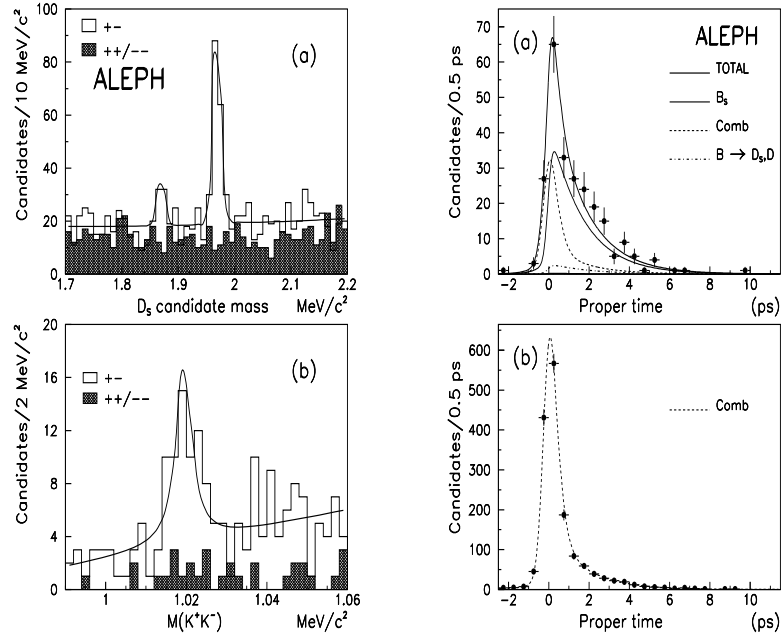 Candidates/10 MeV/c²
100
80
60
40
20
0
+-
++/--
ALEPH
(a)
1.7 1.8 1.9 2 2.1 2.2
Dₛ candidate mass MeV/c²
Candidates/0.5 ps
70
60
50
40
30
20
10
0
(a)
ALEPH
TOTAL
Bₛ
Comb
B → Dₛ,D
-2 0 2 4 6 8 10
Proper time (ps)
Candidates/2 MeV/c²
20
16
12
8
4
0
+-
++/--
(b)
1 1.02 1.04 1.06
M(K⁺K⁻) MeV/c²
Candidates/0.5 ps
600
500
400
300
200
100
0
(b)
Comb
-2 0 2 4 6 8 10
Proper time (ps)